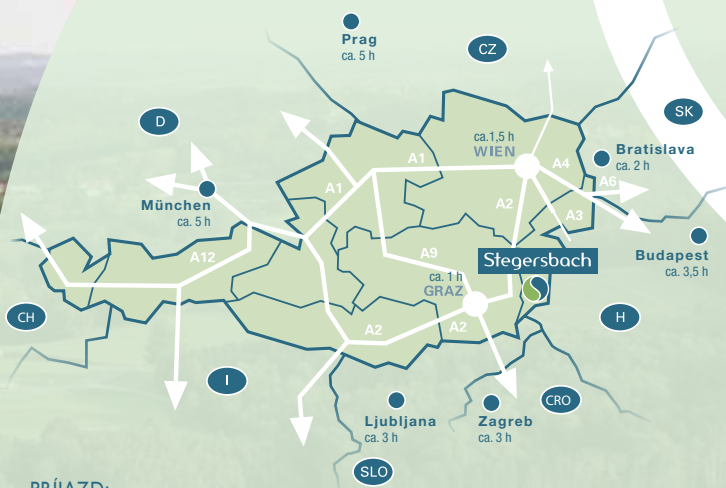 Prag
ca. 5 h
CZ
SK
D
ca.1,5 h
WIEN
Bratislava
ca. 2 h
A1
A4
A6
A1
München
ca. 5 h
A2
A3
Budapest
ca. 3,5 h
A12
A9
Stegersbach
ca. 1 h
GRAZ
CH
H
A2
A2
I
CRO
Ljubljana
ca. 3 h
Zagreb
ca. 3 h
SLO
PRÍJAZD: